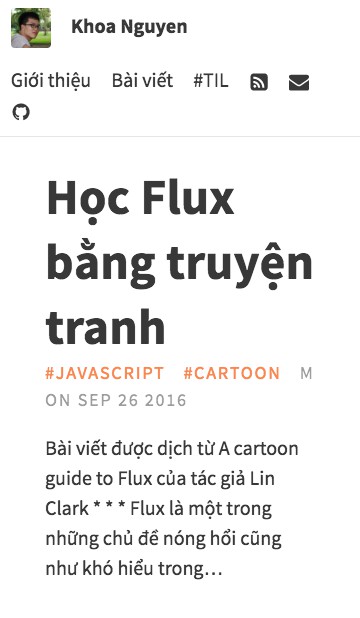 Khoa Nguyen
Giới thiệu Bài viết #TIL
Học Flux
bằng truyện
tranh
#JAVASCRIPT #CARTOON M
ON SEP 26 2016
Bài viết được dịch từ A cartoon
guide to Flux của tác giả Lin
Clark * * * Flux là một trong
những chủ đề nóng hổi cũng
như khó hiểu trong…